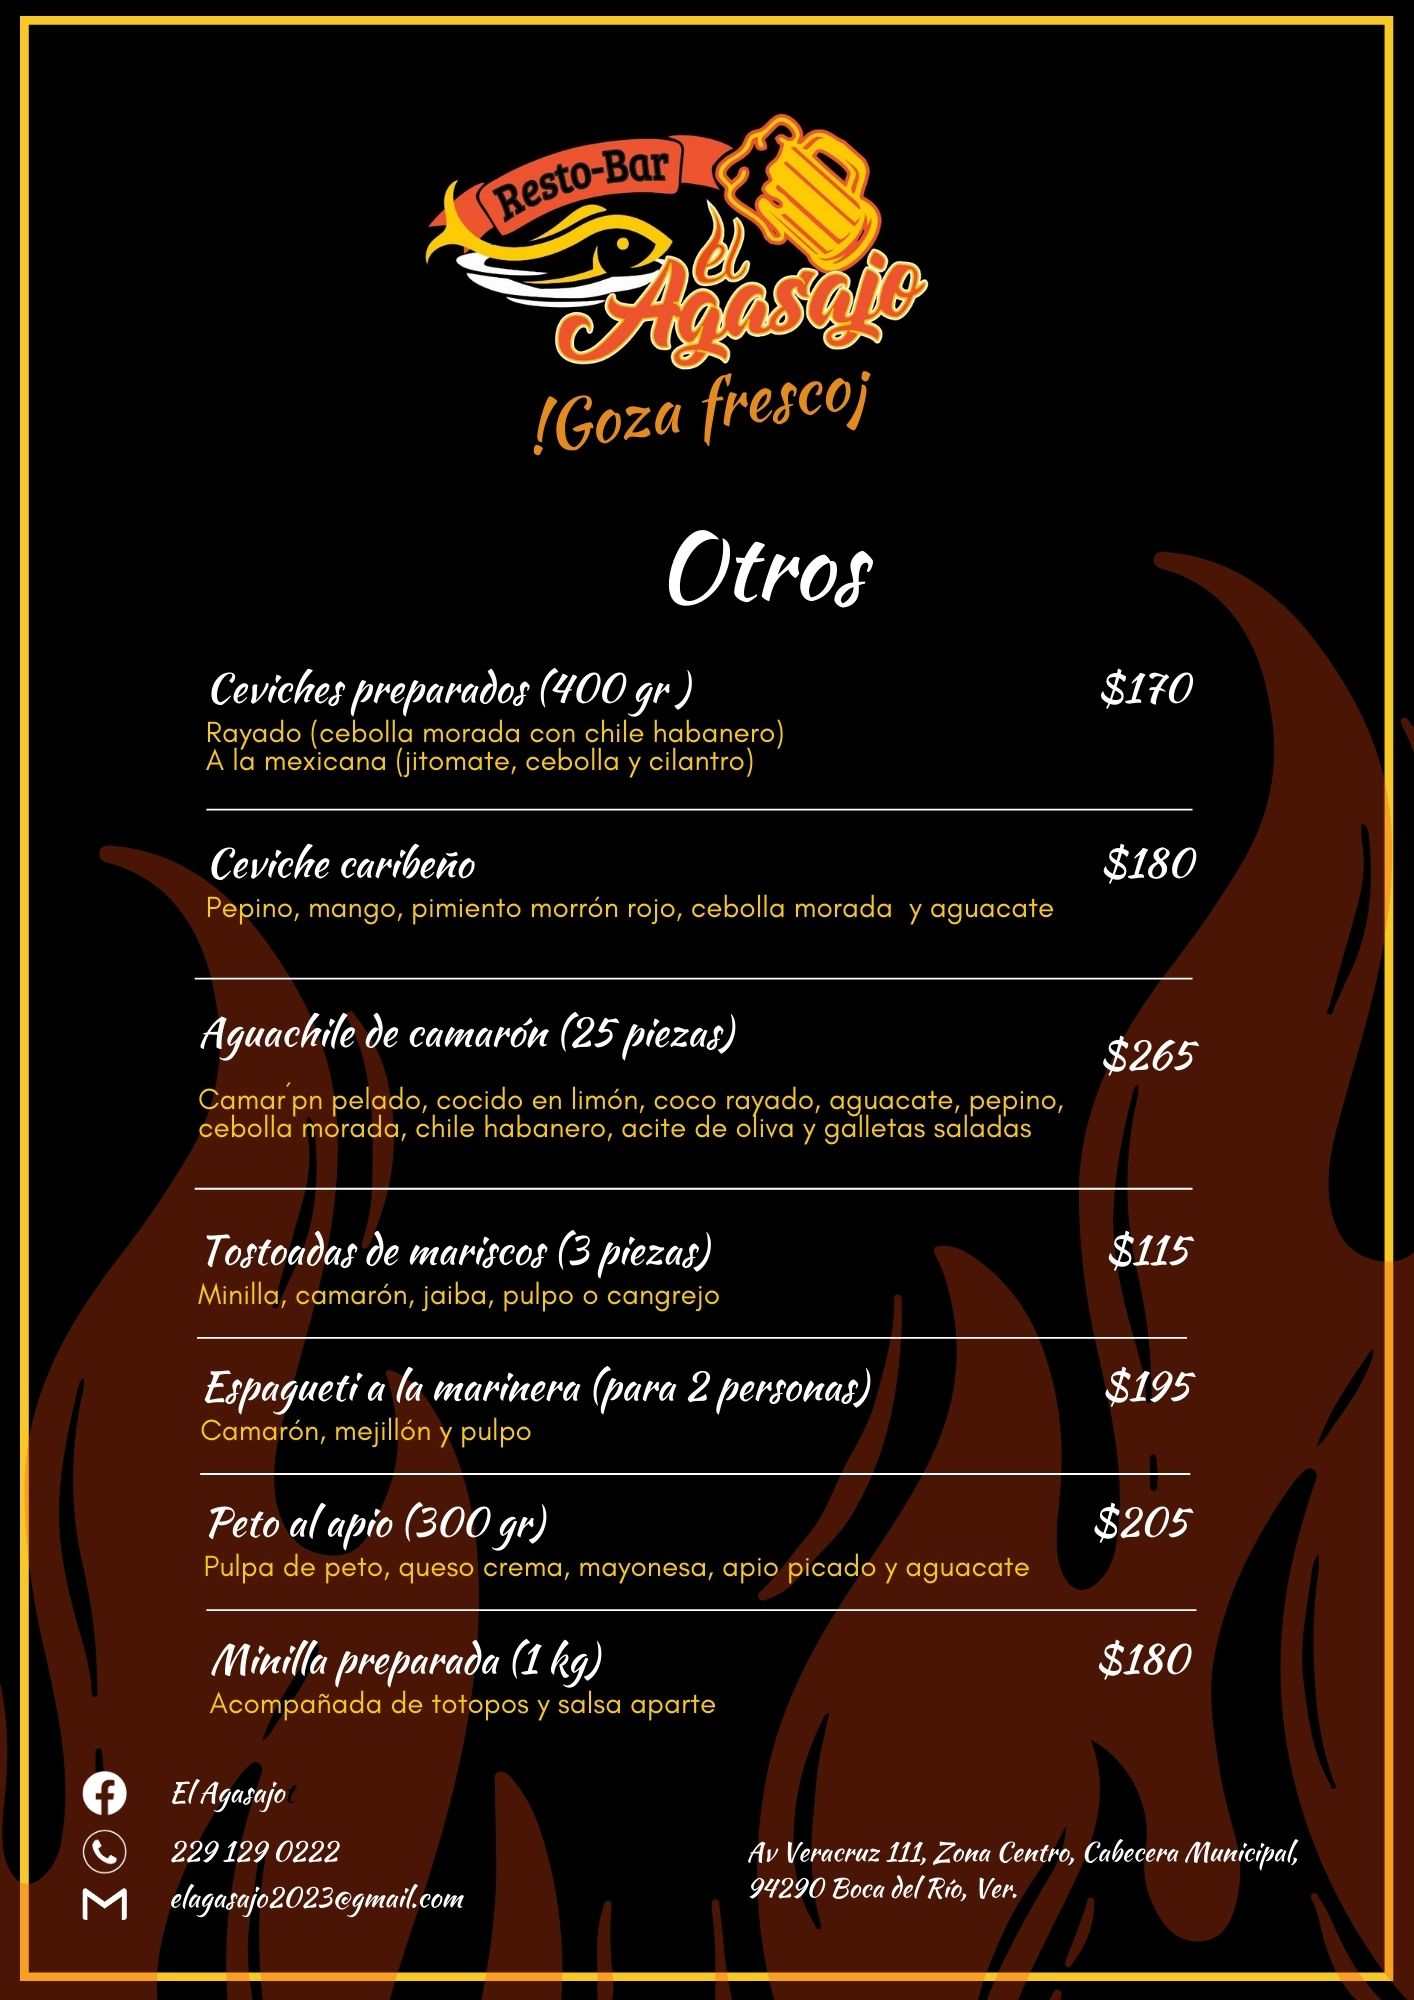 Resto-Bar
el
Agasajo
!Goza fresco¡
Otros
Ceviches preparados (400 gr )
$170
Rayado (cebolla morada con chile habanero)
A la mexicana (jitomate, cebolla y cilantro)
Ceviche caribeño
$180
Pepino, mango, pimiento morrón rojo, cebolla morada  y aguacate
Aguachile de camarón (25 piezas)
$265
Camar´pn pelado, cocido en limón, coco rayado, aguacate, pepino,
cebolla morada, chile habanero, acite de oliva y galletas saladas
Tostoadas de mariscos (3 piezas)
$115
Minilla, camarón, jaiba, pulpo o cangrejo
Espagueti a la marinera (para 2 personas)
$195
Camarón, mejillón y pulpo
Peto al apio (300 gr)
$205
Pulpa de peto, queso crema, mayonesa, apio picado y aguacate
Minilla preparada (1 kg)
$180
Acompañada de totopos y salsa aparte
El Agasajot
229 129 0222
elagasajo2023@gmail.com
Av Veracruz 111, Zona Centro, Cabecera Municipal,
94290 Boca del Río, Ver.